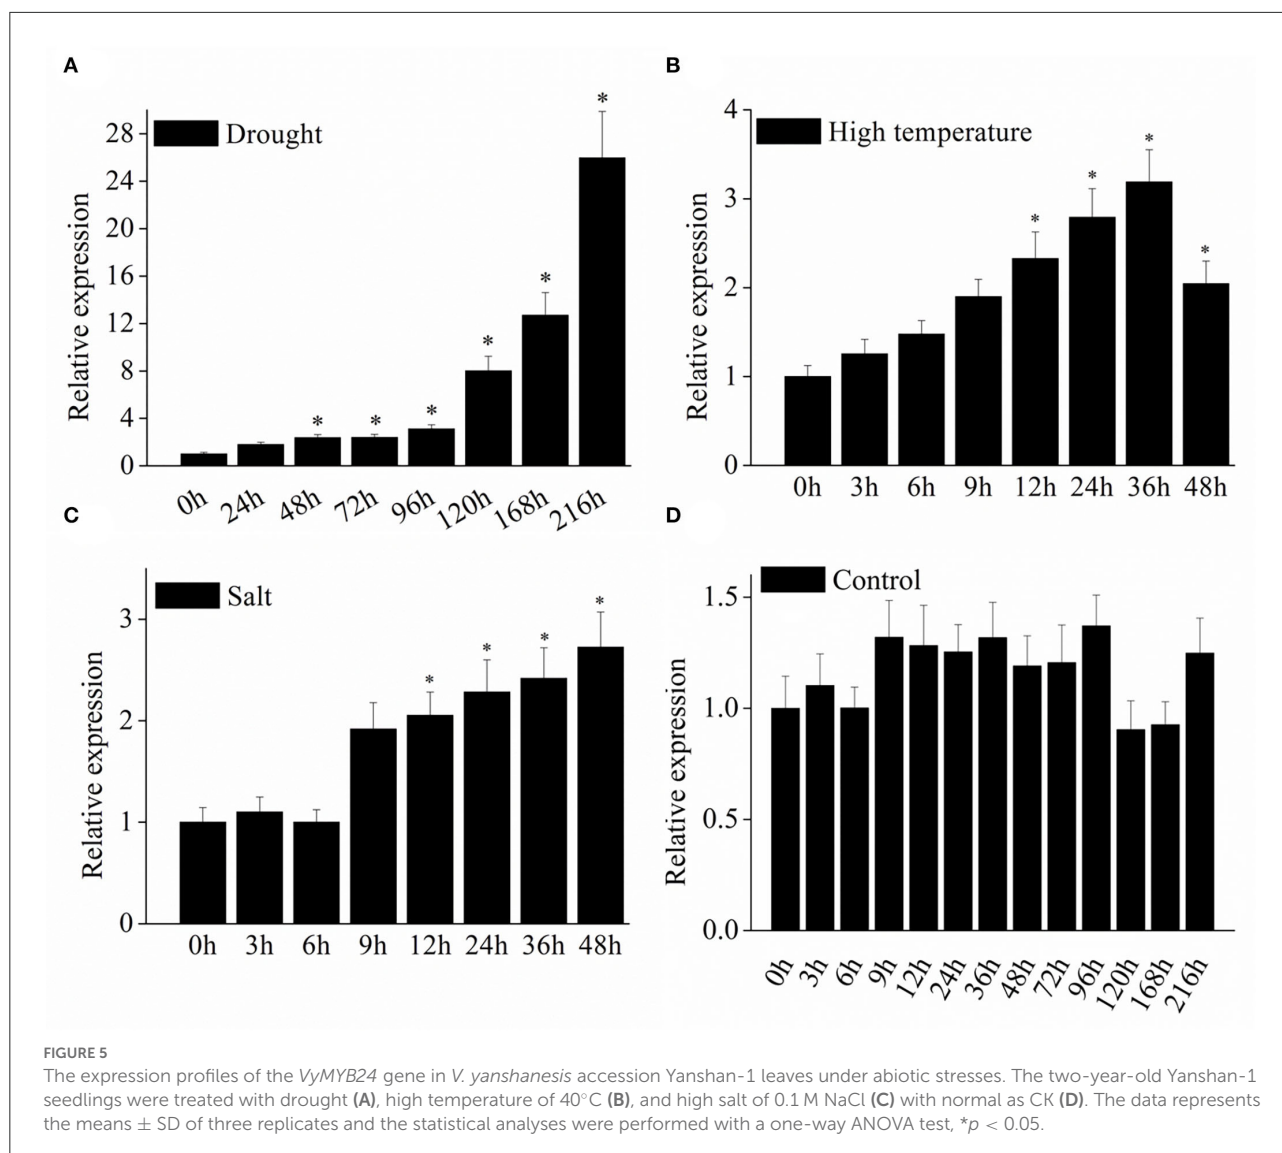 A
Drought
Relative expression
28
24
20
16
12
8
4
0
0h 24h 48h 72h 96h 120h 168h 216h
* * * * * *
B
High temperature
Relative expression
4
3
2
1
0
0h 3h 6h 9h 12h 24h 36h 48h
* * * *
C
Salt
Relative expression
3
2
1
0
0h 3h 6h 9h 12h 24h 36h 48h
* * * *
D
Control
Relative expression
1.5
1.0
0.5
0.0
0h 3h 6h 9h 12h 24h 36h 48h 72h 96h 120h 168h 216h
FIGURE 5
The expression profiles of the VyMYB24 gene in V. yanshanesis accession Yanshan-1 leaves under abiotic stresses. The two-year-old Yanshan-1
seedlings were treated with drought (A), high temperature of 40°C (B), and high salt of 0.1 M NaCl (C) with normal as CK (D). The data represents
the means ± SD of three replicates and the statistical analyses were performed with a one-way ANOVA test, *p < 0.05.